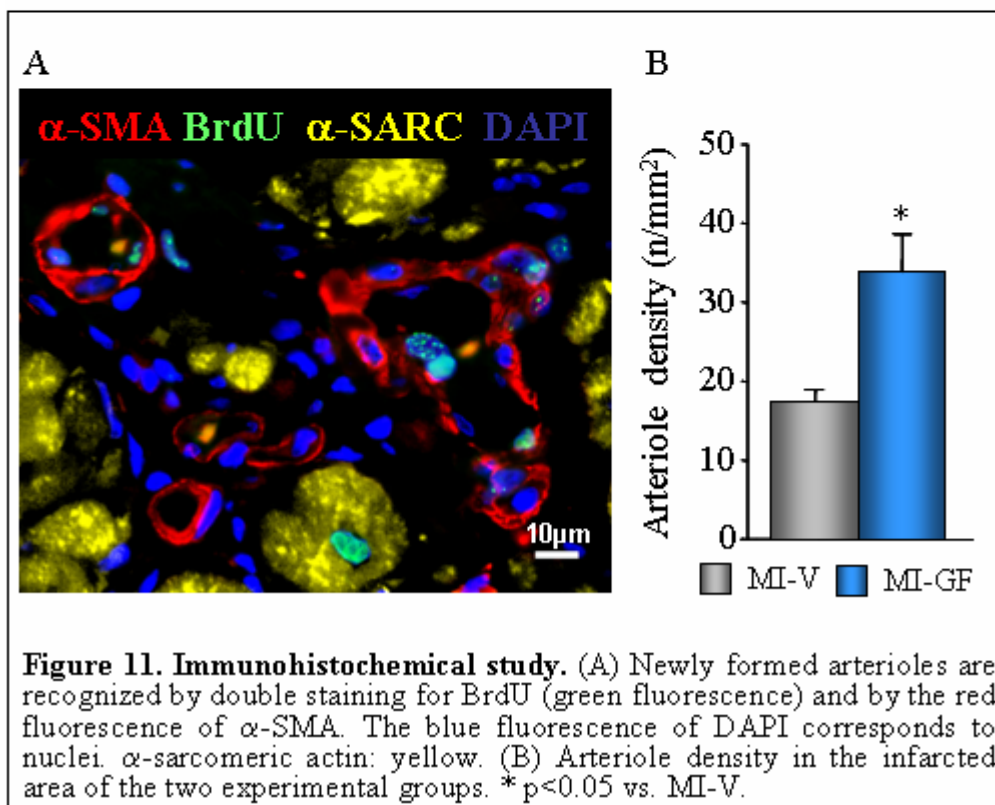 A
α-SMA BrdU α-SARC DAPI
10µm
B
Arteriole density (n/mm²)
50
40
30
20
10
0
*
MI-V MI-GF
Figure 11. Immunohistochemical study. (A) Newly formed arterioles are
recognized by double staining for BrdU (green fluorescence) and by the red
fluorescence of α-SMA. The blue fluorescence of DAPI corresponds to
nuclei. α-sarcomeric actin: yellow. (B) Arteriole density in the infarcted
area of the two experimental groups. * p<0.05 vs. MI-V.